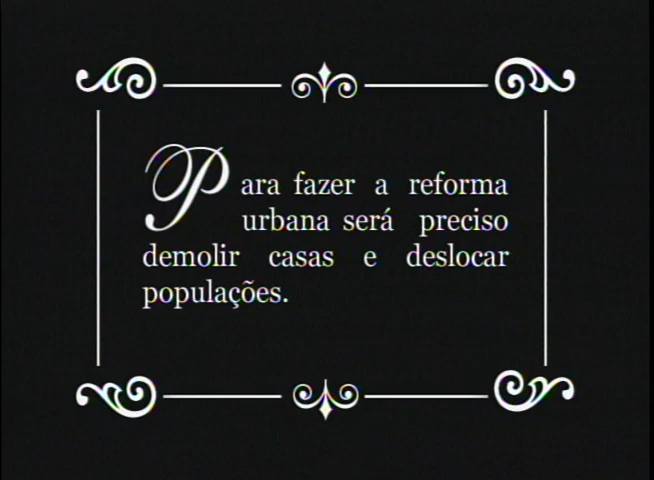 Para fazer a reforma
urbana será preciso
demolir casas e deslocar
populações.